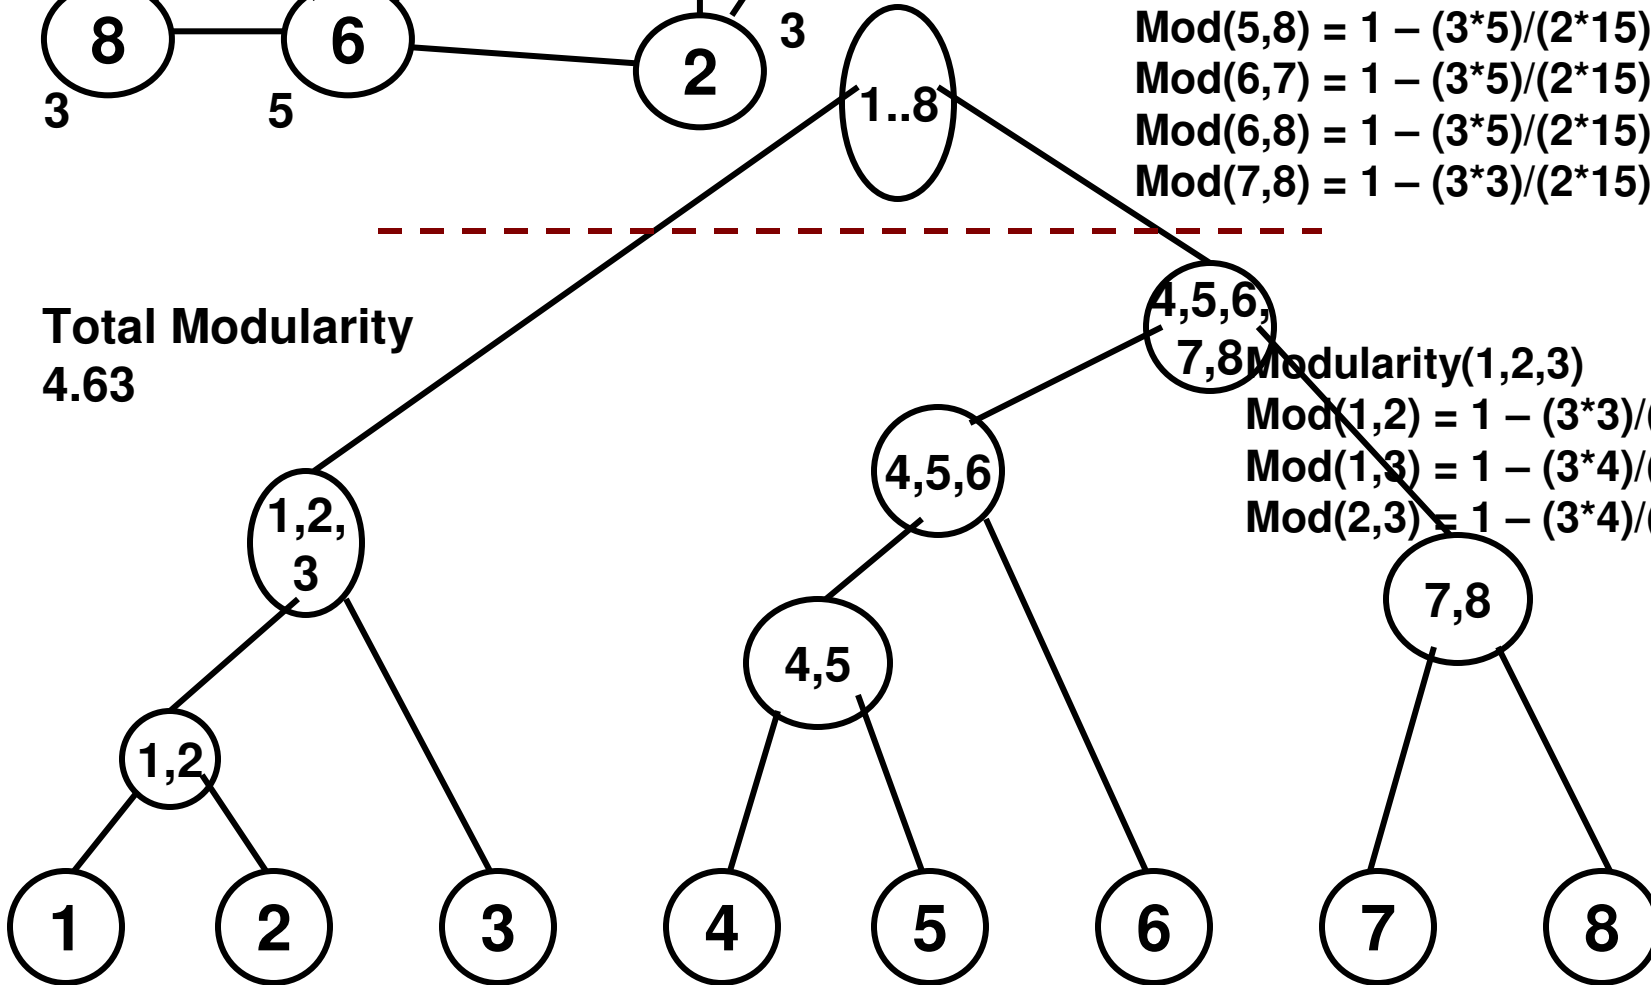 8
6
2
3
3
5
1..8
Mod(5,8) = 1 – (3*5)/(2*15)
Mod(6,7) = 1 – (3*5)/(2*15)
Mod(6,8) = 1 – (3*5)/(2*15)
Mod(7,8) = 1 – (3*3)/(2*15)
Total Modularity
4.63
4,5,6,
7,8
Modularity(1,2,3)
Mod(1,2) = 1 – (3*3)/(
Mod(1,3) = 1 – (3*4)/(
Mod(2,3) = 1 – (3*4)/(
4,5,6
1,2,
3
7,8
4,5
1,2
1
2
3
4
5
6
7
8